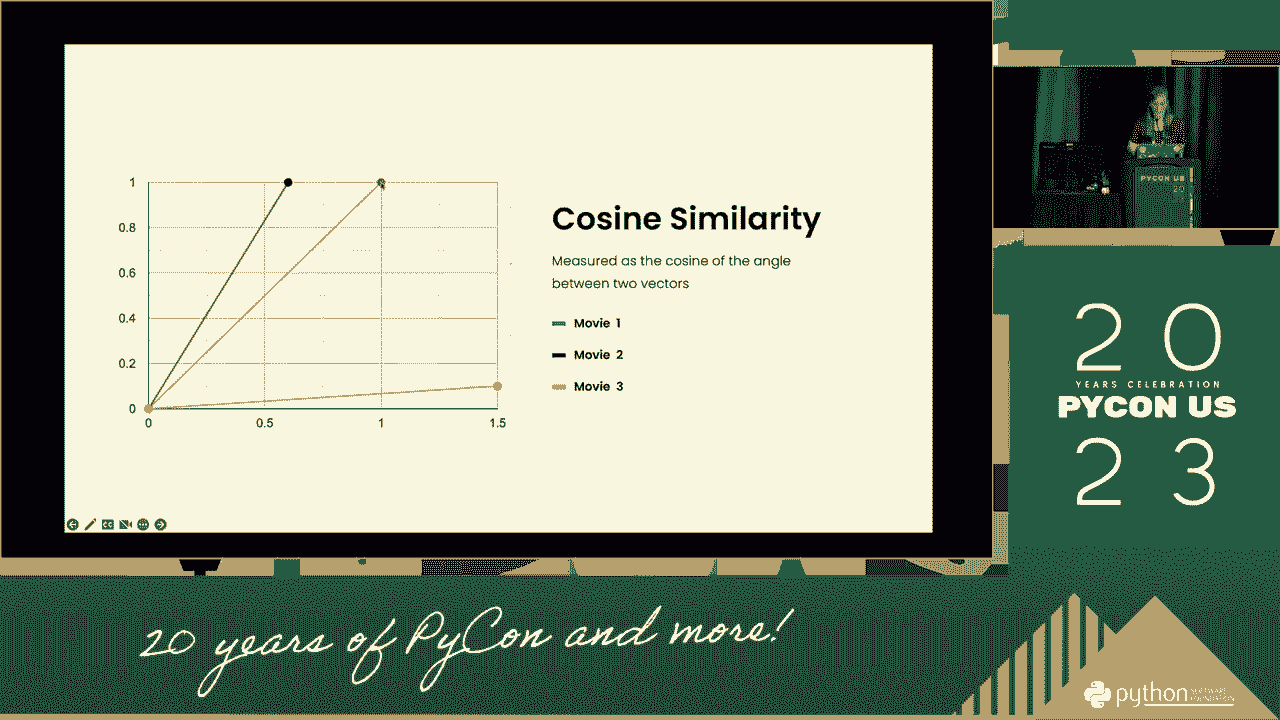 1
0.8
0.6
0.4
0.2
0
0
0.5
1
1.5
Cosine Similarity
Measured as the cosine of the angle
between two vectors
Movie 1
Movie 2
Movie 3
PYCON US
20
20
YEARS CELEBRATION
PYCON US
23
20 years of PyCon and more!
python
SOFTWARE
FOUNDATION